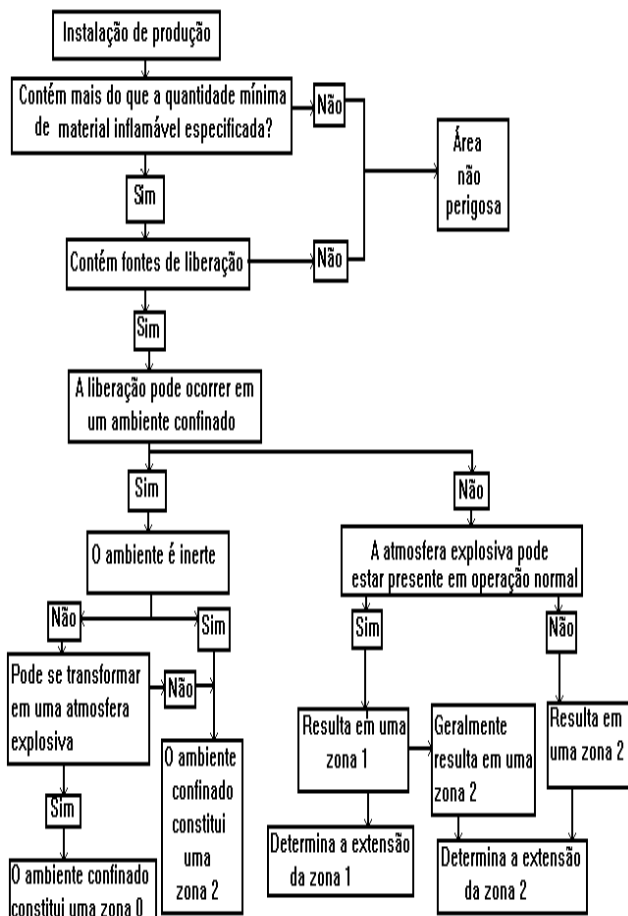 Instalação de produção
Contém mais do que a quantidade mínima
de material inflamável especificada?
Não
Área
não
perigosa
Sim
Contém fontes de liberação
Não
Sim
A liberação pode ocorrer em
um ambiente confinado
Sim
Não
O ambiente é inerte
A atmosfera explosiva pode
estar presente em operação normal
Não
Sim
Sim
Não
Pode se transformar
em uma atmosfera
explosiva
Não
O ambiente
confinado
constitui
uma
zona 2
Resulta em uma
zona 1
Geralmente
resulta em uma
zona 2
Resulta em
uma zona 2
Sim
Determina a extensão
da zona 1
Determina a extensão
da zona 2
O ambiente confinado
constitui uma zona 0